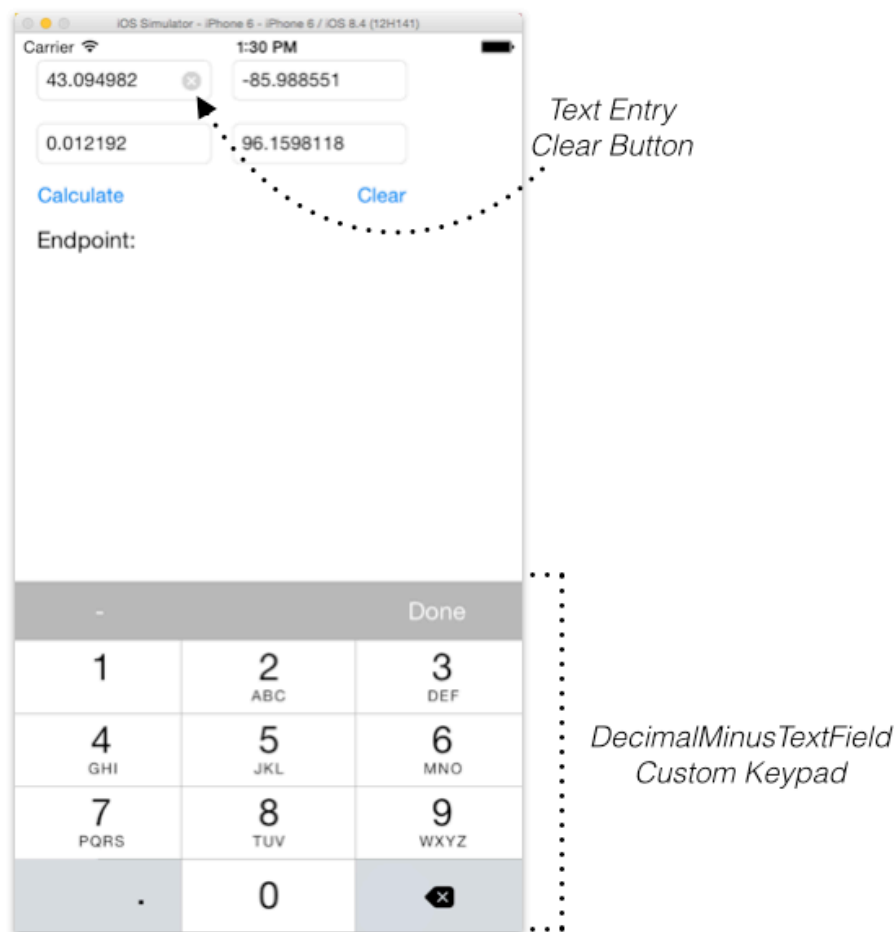 iOS Simulator - iPhone 6 - iPhone 6 / iOS 8.4 (12H141)
Carrier 1:30 PM
43.094982 -85.988551
Text Entry
Clear Button
0.012192 96.1598118
Calculate Clear
Endpoint:
- Done
1 2 3
ABC DEF
4 5 6
GHI JKL MNO
DecimalMinusTextField
Custom Keypad
7 8 9
PQRS TUV WXYZ
. 0